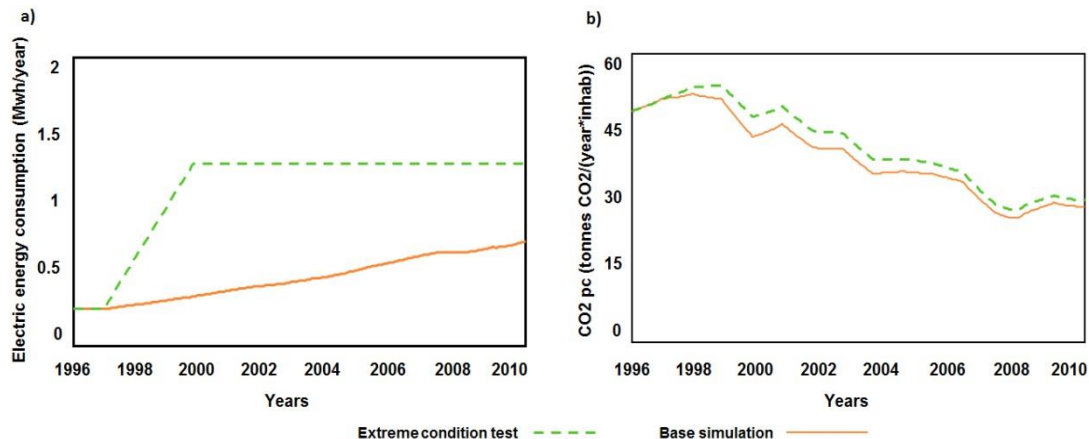 a)
Electric energy consumption (Mwh/year)
2
1.5
1
0.5
0
1996 1998 2000 2002 2004 2006 2008 2010
Years
b)
CO2 pc (tonnes CO2/(year*inhab))
60
45
30
15
0
1996 1998 2000 2002 2004 2006 2008 2010
Years
Extreme condition test
Base simulation